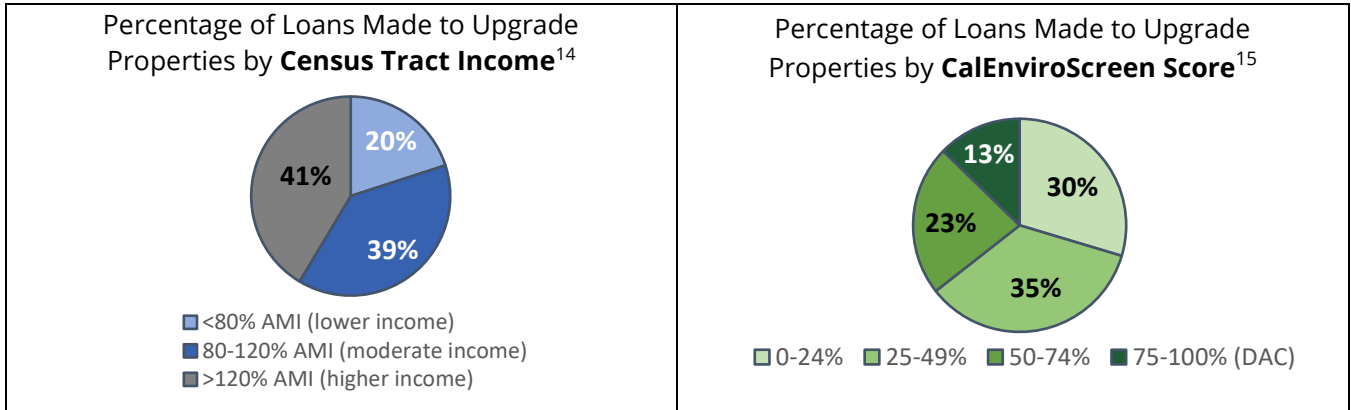 Percentage of Loans Made to Upgrade
Properties by Census Tract Income14
20%
41%
39%
<80% AMI (lower income)
80-120% AMI (moderate income)
>120% AMI (higher income)
Percentage of Loans Made to Upgrade
Properties by CalEnviroScreen Score15
13%
30%
23%
35%
0-24% 25-49% 50-74% 75-100% (DAC)